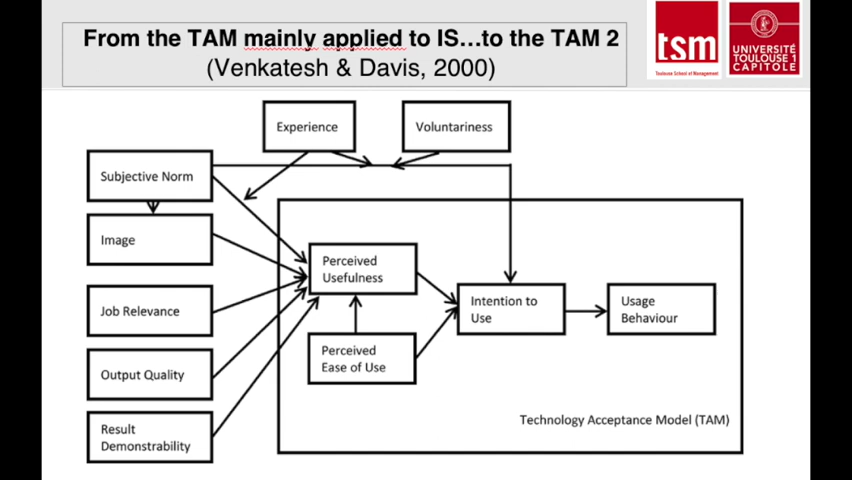 From the TAM mainly applied to IS...to the TAM 2
(Venkatesh & Davis, 2000)
tsm
Toulouse School of Management
UNIVERSITÉ
TOULOUSE 1
CAPITOLE
Experience
Voluntariness
Subjective Norm
Image
Perceived
Usefulness
Job Relevance
Intention to
Use
Usage
Behaviour
Perceived
Ease of Use
Output Quality
Result
Demonstrability
Technology Acceptance Model (TAM)